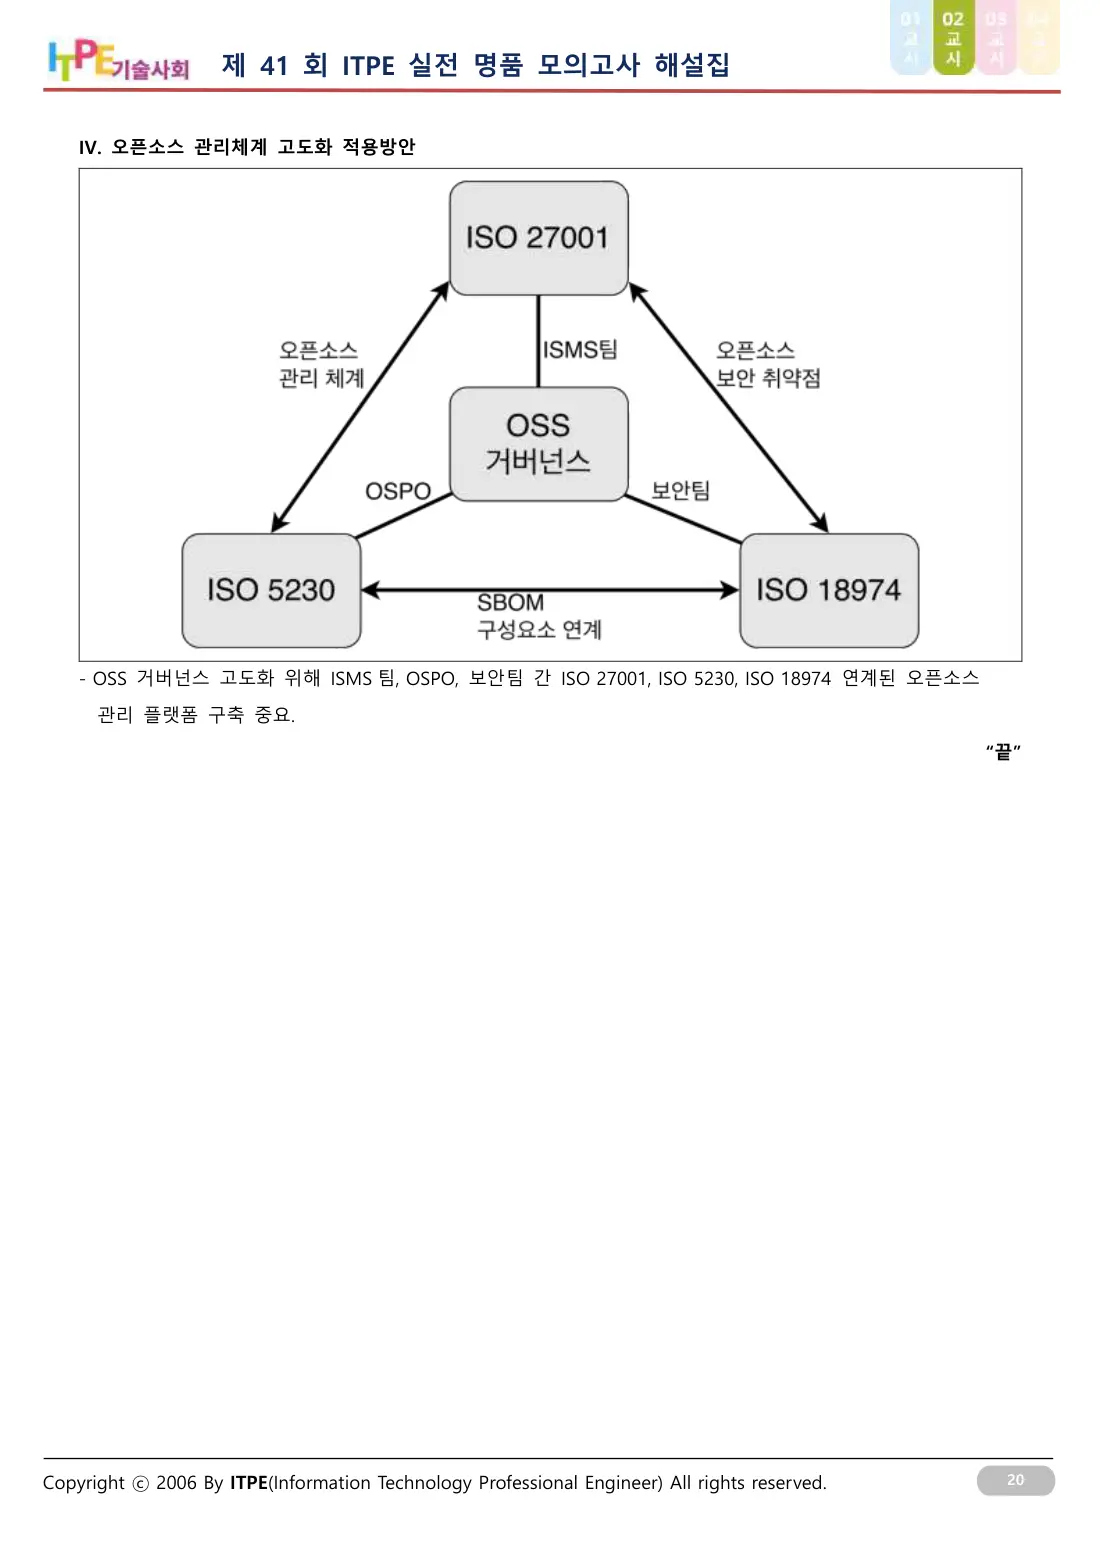 ITPE기술사회
제 41 회 ITPE 실전 명품 모의고사 해설집
01 교시
02 교시
03 교시
IV. 오픈소스 관리체계 고도화 적용방안
ISO 27001
오픈소스
관리 체계
ISMS팀
오픈소스
보안 취약점
OSS
거버넌스
OSPO
보안팀
ISO 5230
SBOM
구성요소 연계
ISO 18974
- OSS 거버넌스 고도화 위해 ISMS 팀, OSPO, 보안팀 간 ISO 27001, ISO 5230, ISO 18974 연계된 오픈소스
관리 플랫폼 구축 중요.
“끝”
Copyright ⓒ 2006 By ITPE(Information Technology Professional Engineer) All rights reserved.
20